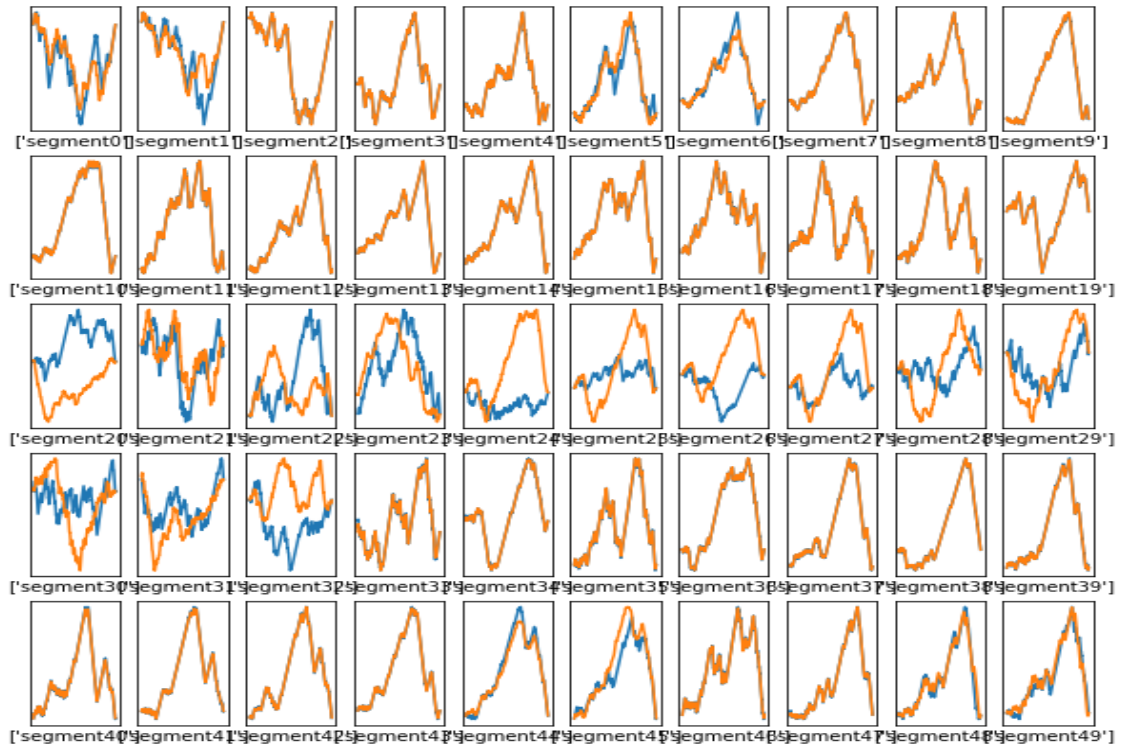 ['segment0'] ['segment1'] ['segment2'] ['segment3'] ['segment4'] ['segment5'] ['segment6'] ['segment7'] ['segment8'] ['segment9']
['segment10'] ['segment11'] ['segment12'] ['segment13'] ['segment14'] ['segment15'] ['segment16'] ['segment17'] ['segment18'] ['segment19']
['segment20'] ['segment21'] ['segment22'] ['segment23'] ['segment24'] ['segment25'] ['segment26'] ['segment27'] ['segment28'] ['segment29']
['segment30'] ['segment31'] ['segment32'] ['segment33'] ['segment34'] ['segment35'] ['segment36'] ['segment37'] ['segment38'] ['segment39']
['segment40'] ['segment41'] ['segment42'] ['segment43'] ['segment44'] ['segment45'] ['segment46'] ['segment47'] ['segment48'] ['segment49']